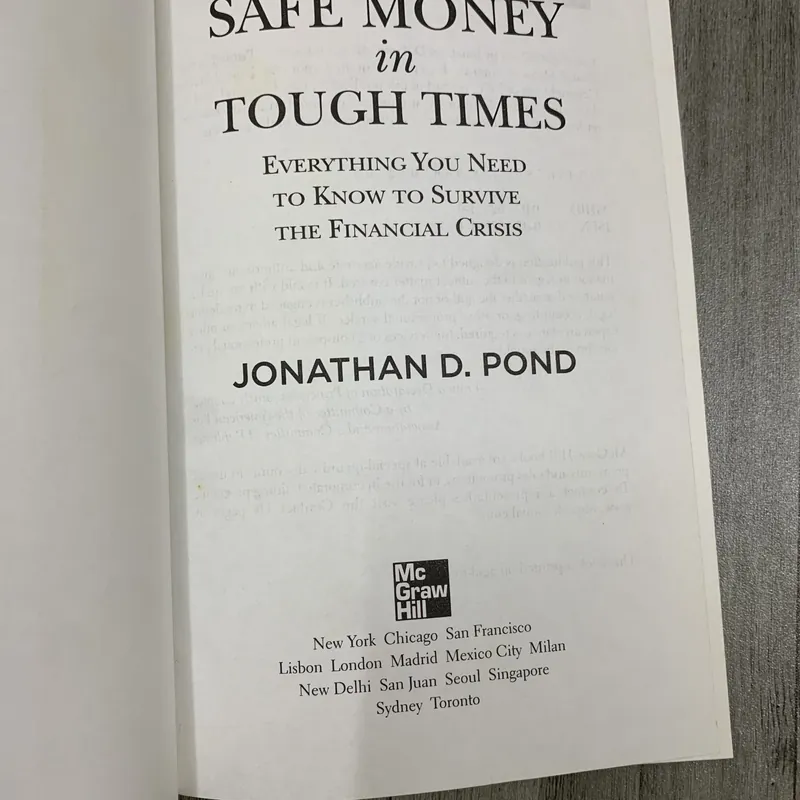 SAFE MONEY
in
TOUGH TIMES
EVERYTHING YOU NEED
TO KNOW TO SURVIVE
THE FINANCIAL CRISIS
JONATHAN D. POND
Mc
Graw
Hill
New York Chicago San Francisco
Lisbon London Madrid Mexico City Milan
New Delhi San Juan Seoul Singapore
Sydney Toronto